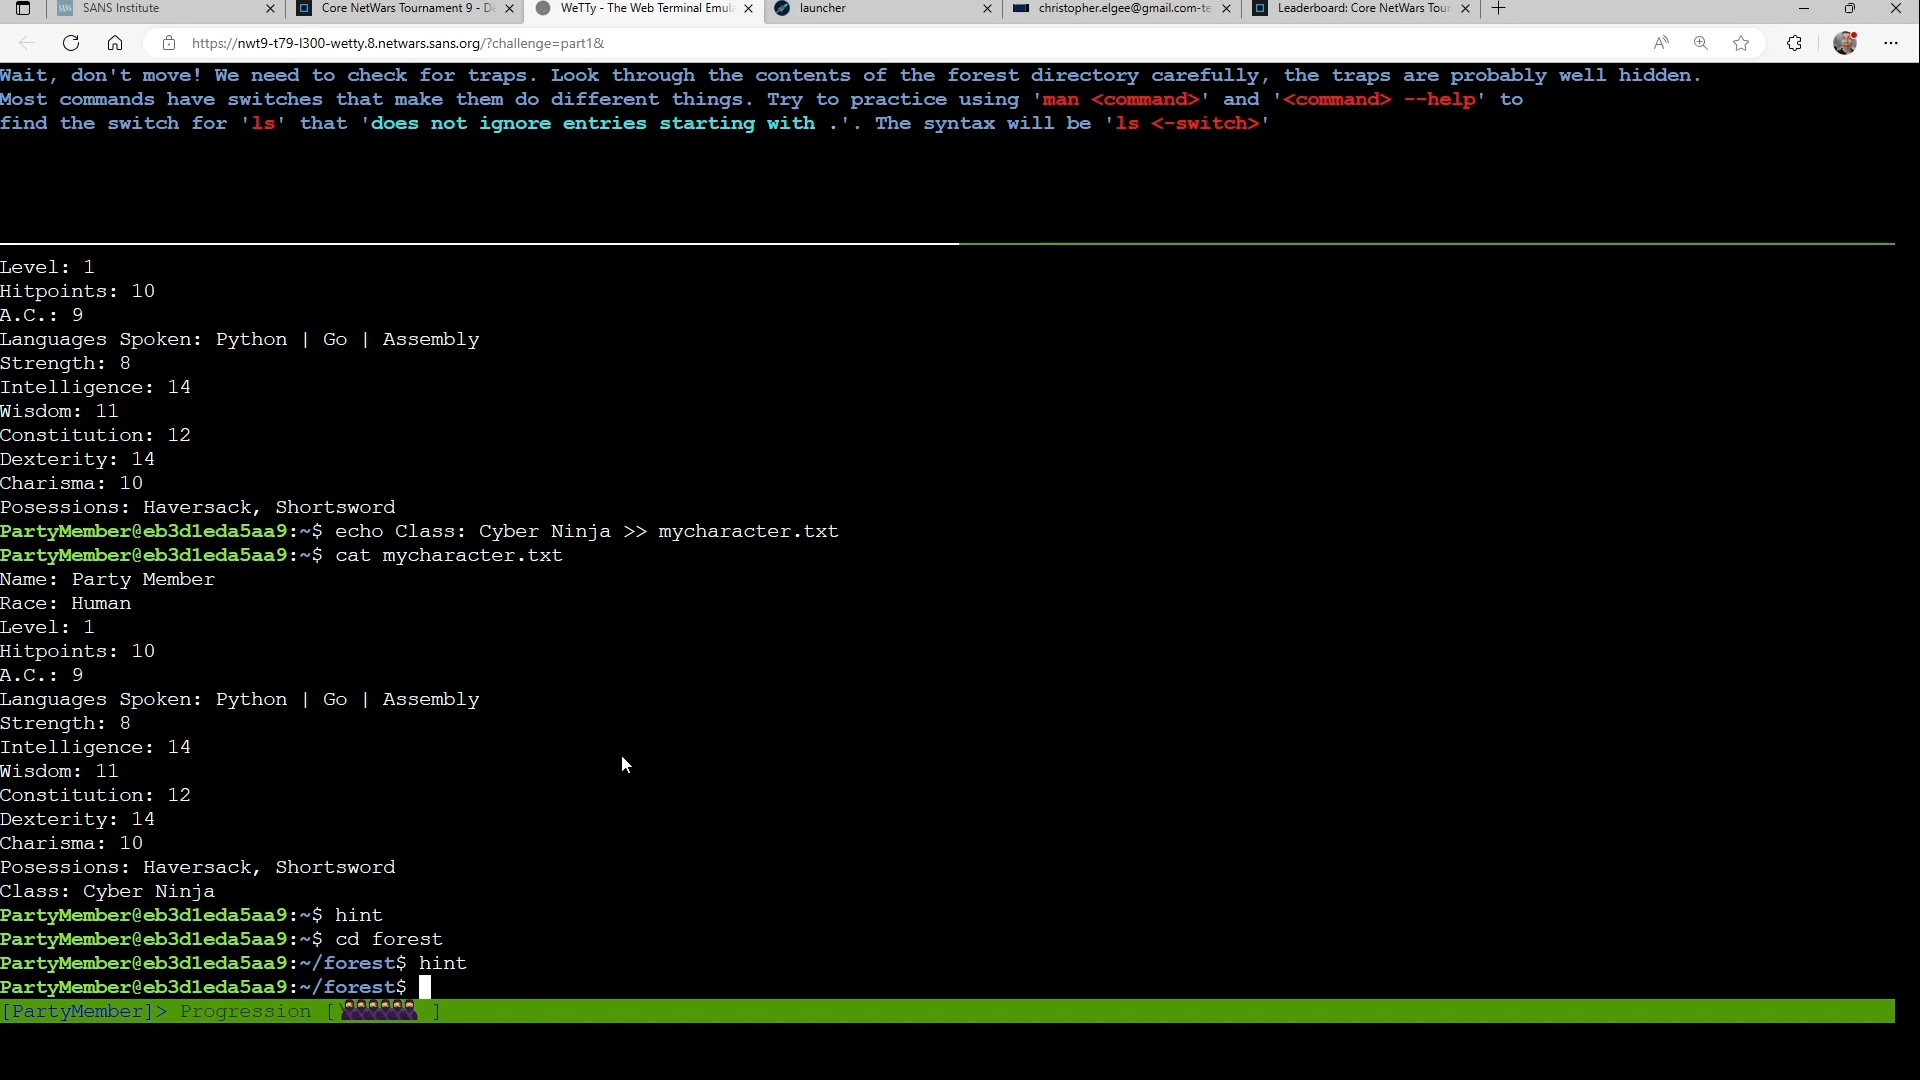 SANS Institute
Core NetWars Tournament 9 - De
WeTTy - The Web Terminal Emula
launcher
christopher.elgee@gmail.com-te
Leaderboard: Core NetWars Tour
https://nwt9-t79-l300-wetty.8.netwars.sans.org/?challenge=part1&
Wait, don't move! We need to check for traps. Look through the contents of the forest directory carefully, the traps are probably well hidden.
Most commands have switches that make them do different things. Try to practice using 'man <command>' and '<command> --help' to
find the switch for 'ls' that 'does not ignore entries starting with .'. The syntax will be 'ls <-switch>'
Level: 1
Hitpoints: 10
A.C.: 9
Languages Spoken: Python | Go | Assembly
Strength: 8
Intelligence: 14
Wisdom: 11
Constitution: 12
Dexterity: 14
Charisma: 10
Posessions: Haversack, Shortsword
PartyMember@eb3d1eda5aa9:~$ echo Class: Cyber Ninja >> mycharacter.txt
PartyMember@eb3d1eda5aa9:~$ cat mycharacter.txt
Name: Party Member
Race: Human
Level: 1
Hitpoints: 10
A.C.: 9
Languages Spoken: Python | Go | Assembly
Strength: 8
Intelligence: 14
Wisdom: 11
Constitution: 12
Dexterity: 14
Charisma: 10
Posessions: Haversack, Shortsword
Class: Cyber Ninja
PartyMember@eb3d1eda5aa9:~$ hint
PartyMember@eb3d1eda5aa9:~$ cd forest
PartyMember@eb3d1eda5aa9:~/forest$ hint
PartyMember@eb3d1eda5aa9:~/forest$
[PartyMember]> Progression [ ]